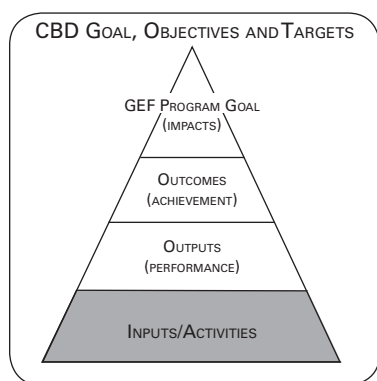 CBD GOAL, OBJECTIVES AND TARGETS
GEF PROGRAM GOAL
(IMPACTS)
OUTCOMES
(ACHIEVEMENT)
OUTPUTS
(PERFORMANCE)
INPUTS/ACTIVITIES